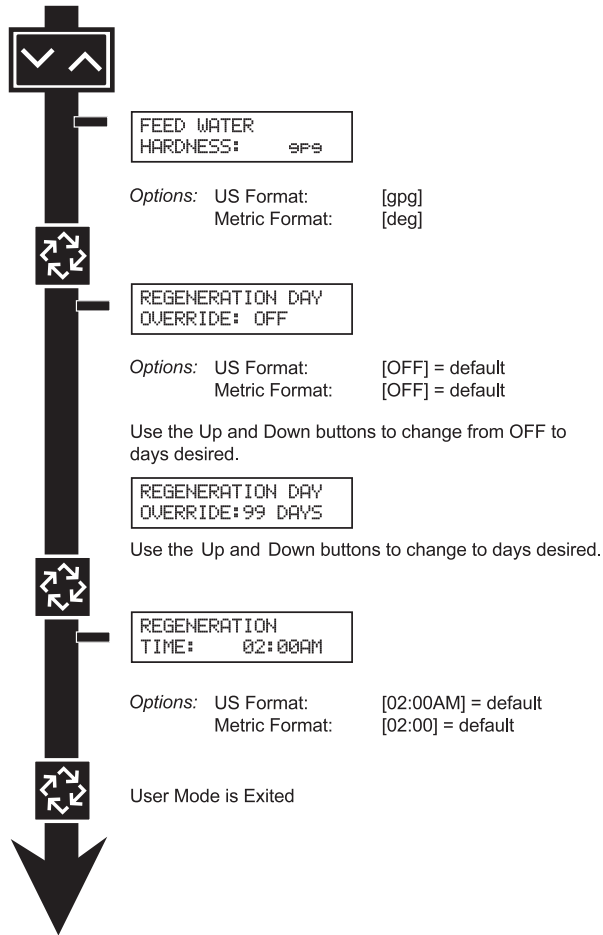 FEED WATER
HARDNESS: gpg
Options: US Format: [gpg]
Metric Format: [deg]
REGENERATION DAY
OVERRIDE: OFF
Options: US Format: [OFF] = default
Metric Format: [OFF] = default
Use the Up and Down buttons to change from OFF to
days desired.
REGENERATION DAY
OVERRIDE:99 DAYS
Use the Up and Down buttons to change to days desired.
REGENERATION
TIME: 02:00AM
Options: US Format: [02:00AM] = default
Metric Format: [02:00] = default
User Mode is Exited